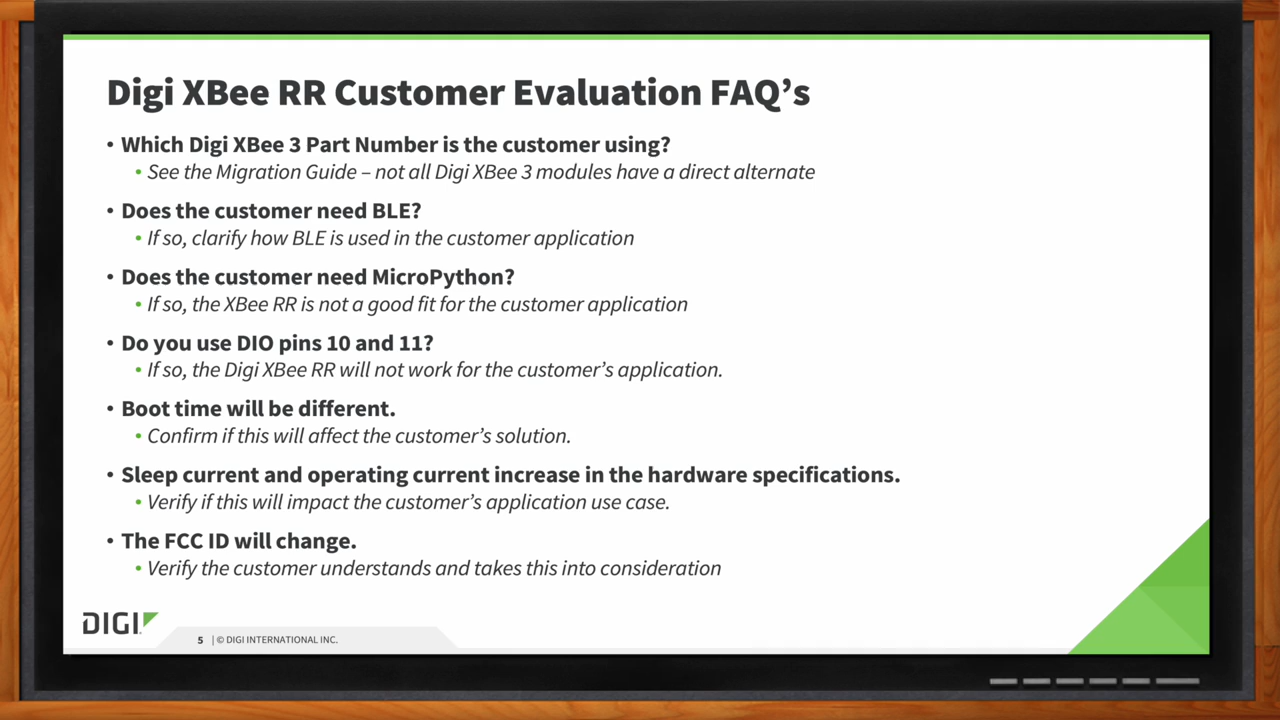 Digi XBee RR Customer Evaluation FAQ’s
• Which Digi XBee 3 Part Number is the customer using?
• See the Migration Guide – not all Digi XBee 3 modules have a direct alternate
• Does the customer need BLE?
• If so, clarify how BLE is used in the customer application
• Does the customer need MicroPython?
• If so, the XBee RR is not a good fit for the customer application
• Do you use DIO pins 10 and 11?
• If so, the Digi XBee RR will not work for the customer’s application.
• Boot time will be different.
• Confirm if this will affect the customer’s solution.
• Sleep current and operating current increase in the hardware specifications.
• Verify if this will impact the customer’s application use case.
• The FCC ID will change.
• Verify the customer understands and takes this into consideration
DIGI
5 | © DIGI INTERNATIONAL INC.